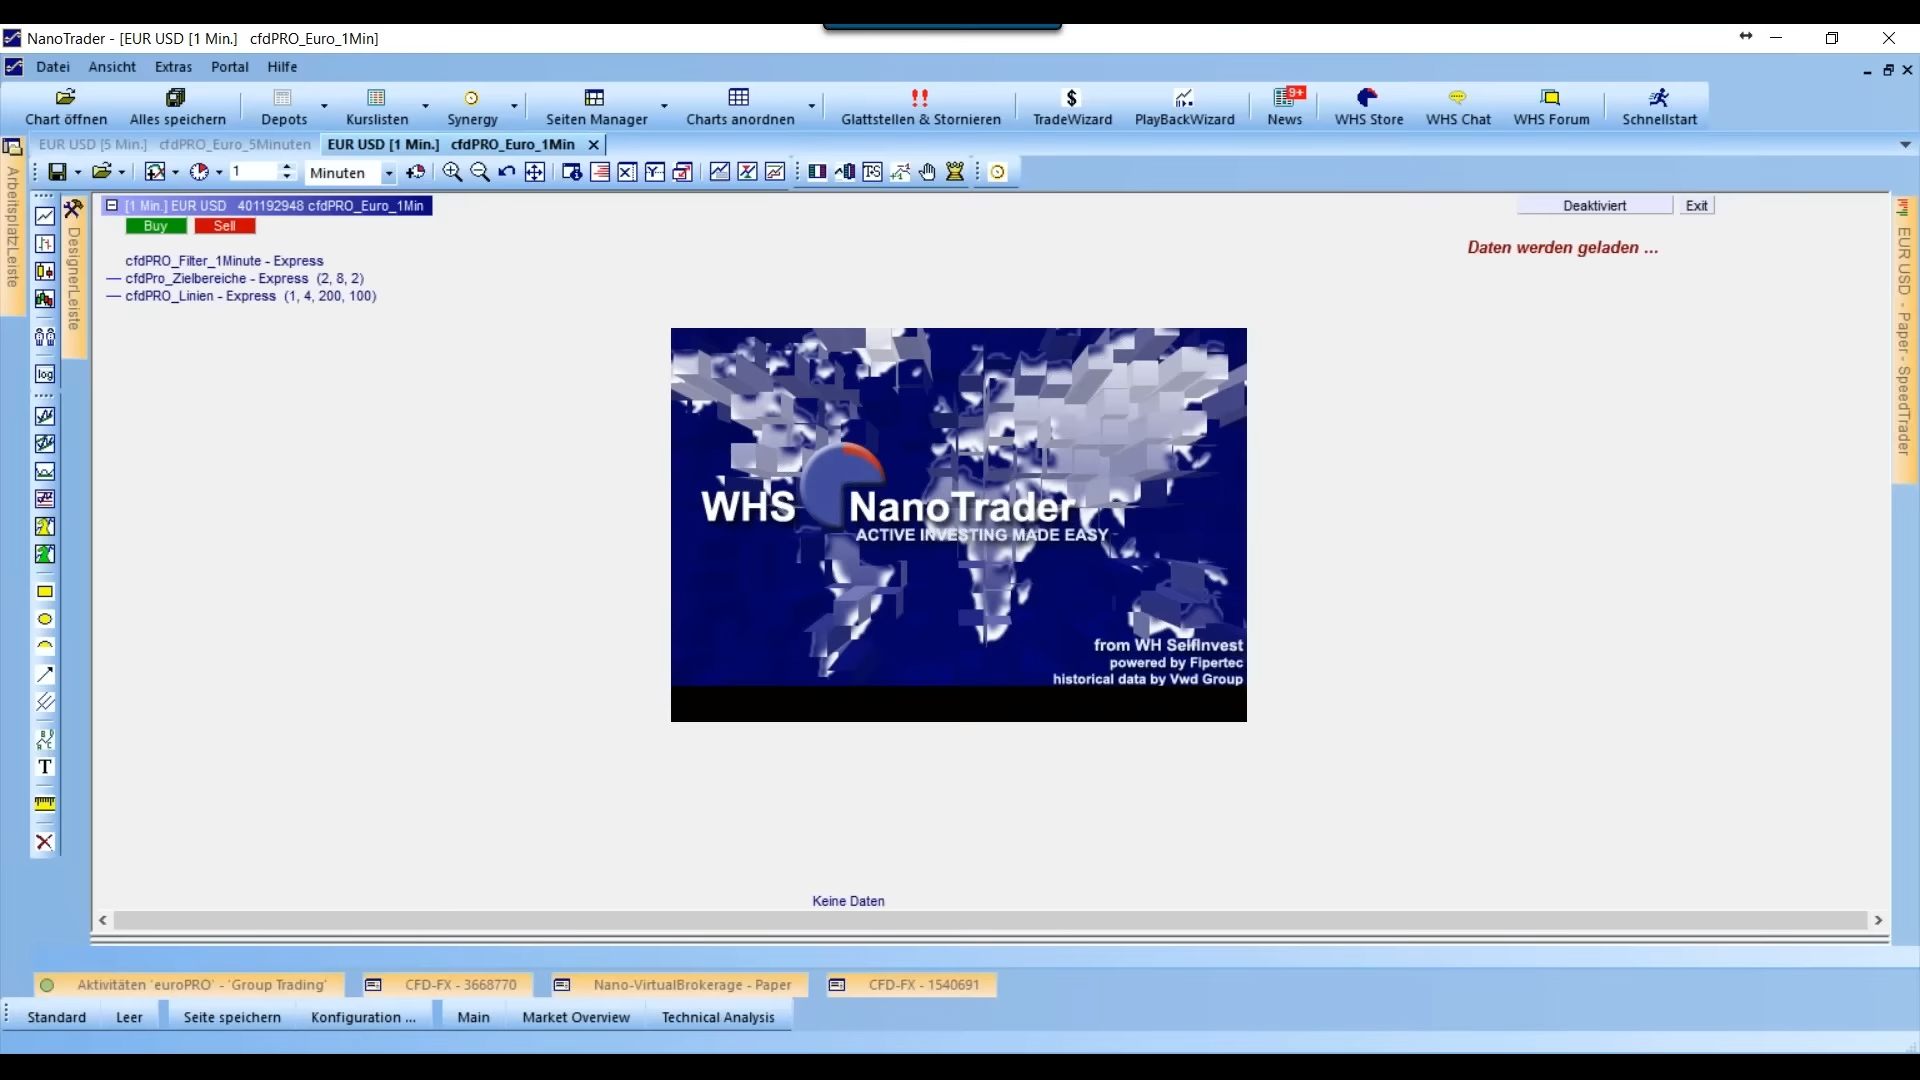 NanoTrader - [EUR USD [1 Min.]   cfdPRO_Euro_1Min]
Datei   Ansicht   Extras   Portal   Hilfe
Chart öffnen   Alles speichern   Depots   Kurslisten   Synergy   Seiten Manager   Charts anordnen   Glattstellen & Stornieren   TradeWizard   PlayBackWizard   News   9+   WHS Store   WHS Chat   WHS Forum   Schnellstart
EUR USD [5 Min.]   cfdPRO_Euro_5Minuten   EUR USD [1 Min.]   cfdPRO_Euro_1Min
1   Minuten
ArbeitsplatzLeiste
DesignerLeiste
log
T
[1 Min.] EUR USD   401192948 cfdPRO_Euro_1Min
Deaktiviert   Exit
Buy   Sell
Daten werden geladen ...
cfdPRO_Filter_1Minute - Express
cfdPro_Zielbereiche - Express  (2, 8, 2)
cfdPRO_Linien - Express  (1, 4, 200, 100)
EUR USD - Paper - SpeedTrader
WHS NanoTrader
ACTIVE INVESTING MADE EASY
from WH SelfInvest
powered by Fipertec
historical data by Vwd Group
Keine Daten
Aktivitäten 'euroPRO' - 'Group Trading'   CFD-FX - 3668770   Nano-VirtualBrokerage - Paper   CFD-FX - 1540691
Standard   Leer   Seite speichern   Konfiguration ...   Main   Market Overview   Technical Analysis